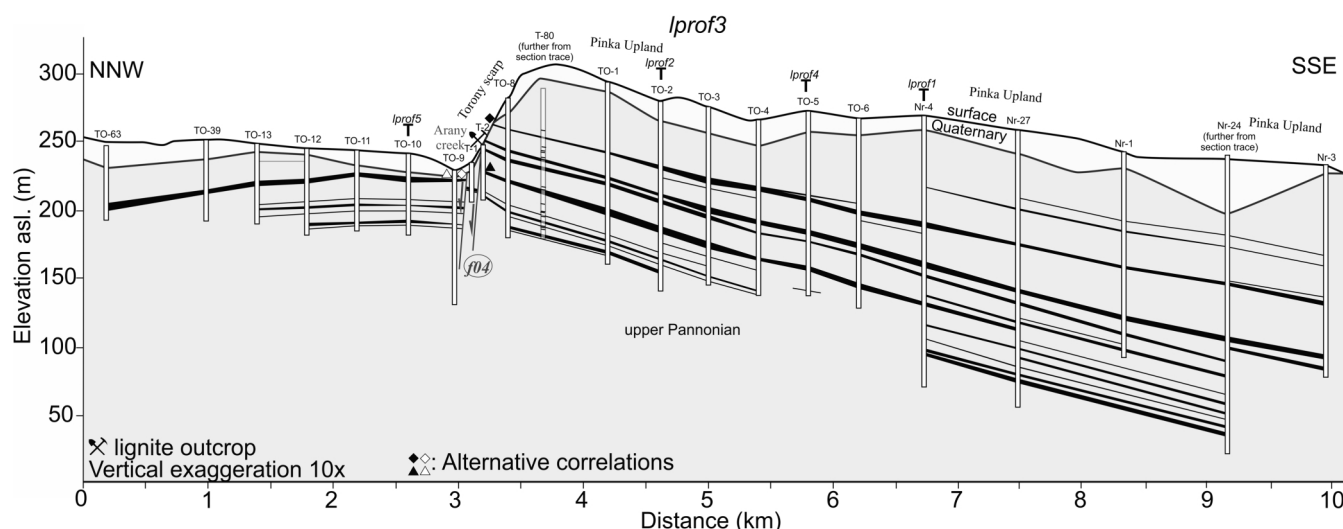 lprof3
NNW
SSE
T-80
(further from
section trace)
Pinka Upland
lprof2
lprof4
lprof1
Pinka Upland
Pinka Upland
Torony scarp
Arany
creek
lprof5
TO-63
TO-39
TO-13
TO-12
TO-11
TO-10
TO-9
T-1
T-2
TO-8
TO-1
TO-2
TO-3
TO-4
TO-5
TO-6
Nr-4
Nr-27
Nr-1
Nr-24
(further from
section trace)
Nr-3
surface
Quaternary
f04
upper Pannonian
300
250
200
150
100
50
Elevation asl. (m)
lignite outcrop
Vertical exaggeration 10x
: Alternative correlations
0
1
2
3
4
5
6
7
8
9
10
Distance (km)